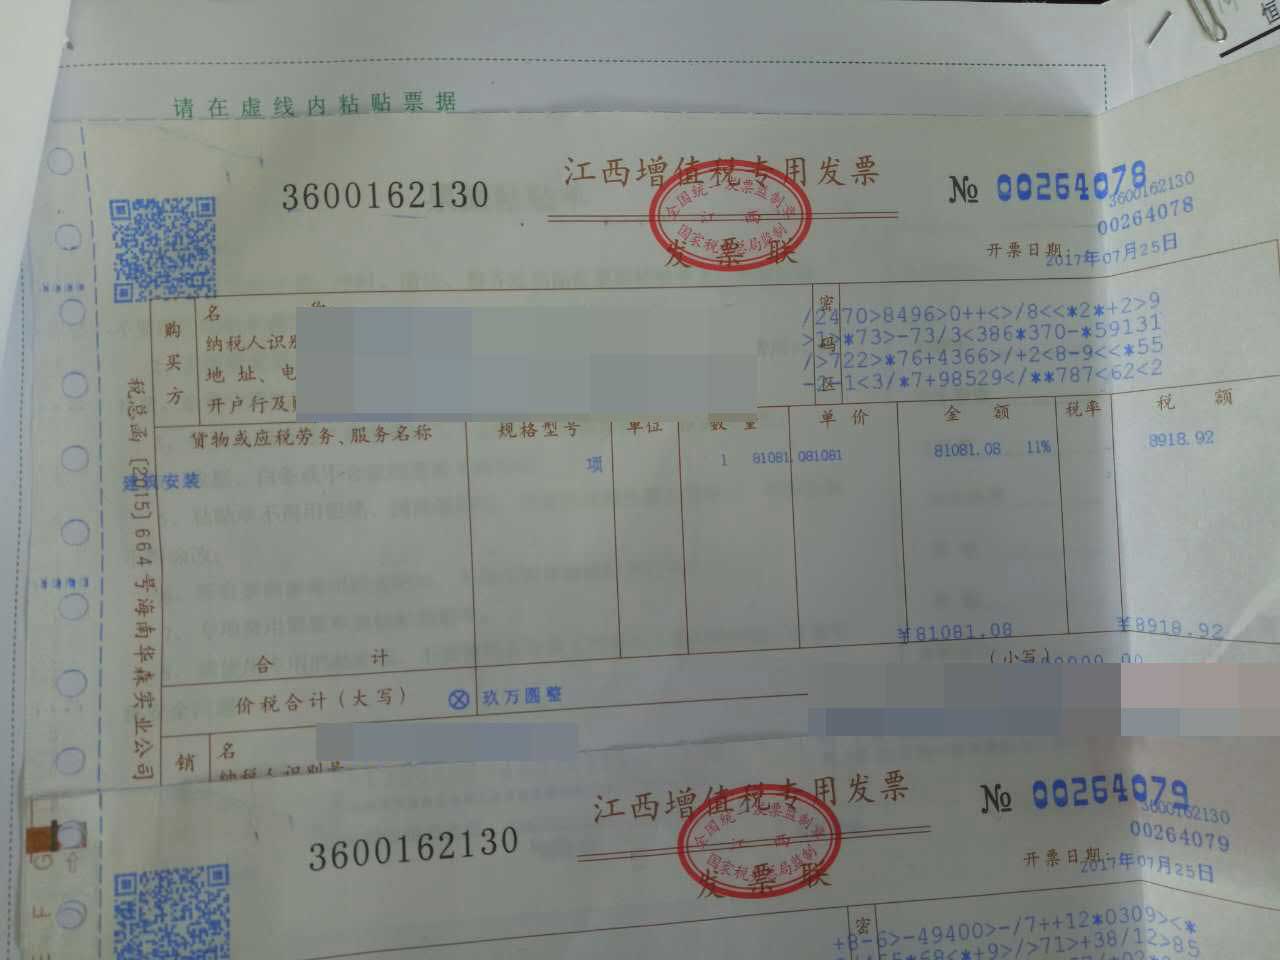 请在虚线内粘贴票据
3600162130
江西增值税专用发票
№ 00264078
3600162130
00264078
全国统一发票监制章
江西
国家税务总局监制
发票联
开票日期:
2017年07月25日
购买方
名 称
纳税人识别
地 址、电
开户行及
密码区
/2470>8496>0++<>/8<<*2*+2>9
>1>*73>-73/3<386*370-*59131
/>722>*76+4366>/+2<8-9<<*55
-2-1<3/*7+98529</**787<62<2
货物或应税劳务、服务名称
规格型号
单位
数 量
单 价
金 额
税率
税 额
建筑安装
项
1
81081.081081
81081.08
11%
8918.92
合 计
¥81081.08
¥8918.92
价税合计(大写)
ⓧ玖万圆整
(小写)
销
名
纳税人识别号
税总函[2015]664号海南华森实业公司
3600162130
江西增值税专用发票
№ 00264079
3600162130
00264079
全国统一发票监制章
江西
国家税务总局监制
发票联
开票日期:
2017年07月25日
密
+8-6>-49400>-/7++12*0309><*